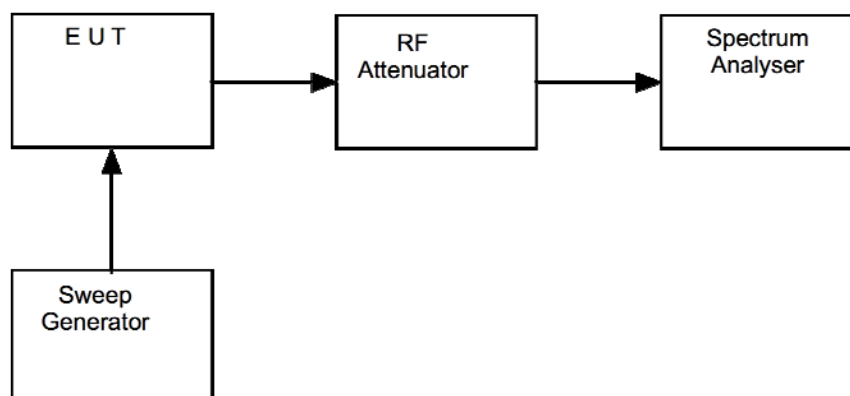 E U T
RF
Attenuator
Spectrum
Analyser
Sweep
Generator